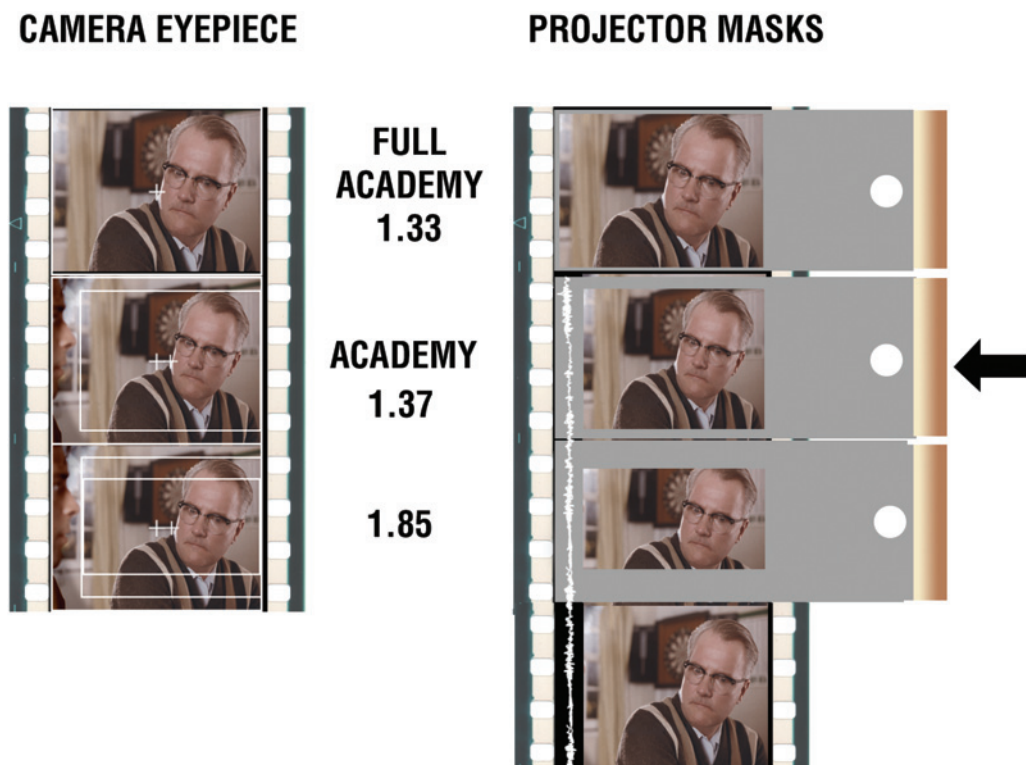 CAMERA EYEPIECE
PROJECTOR MASKS
FULL
ACADEMY
1.33
ACADEMY
1.37
1.85